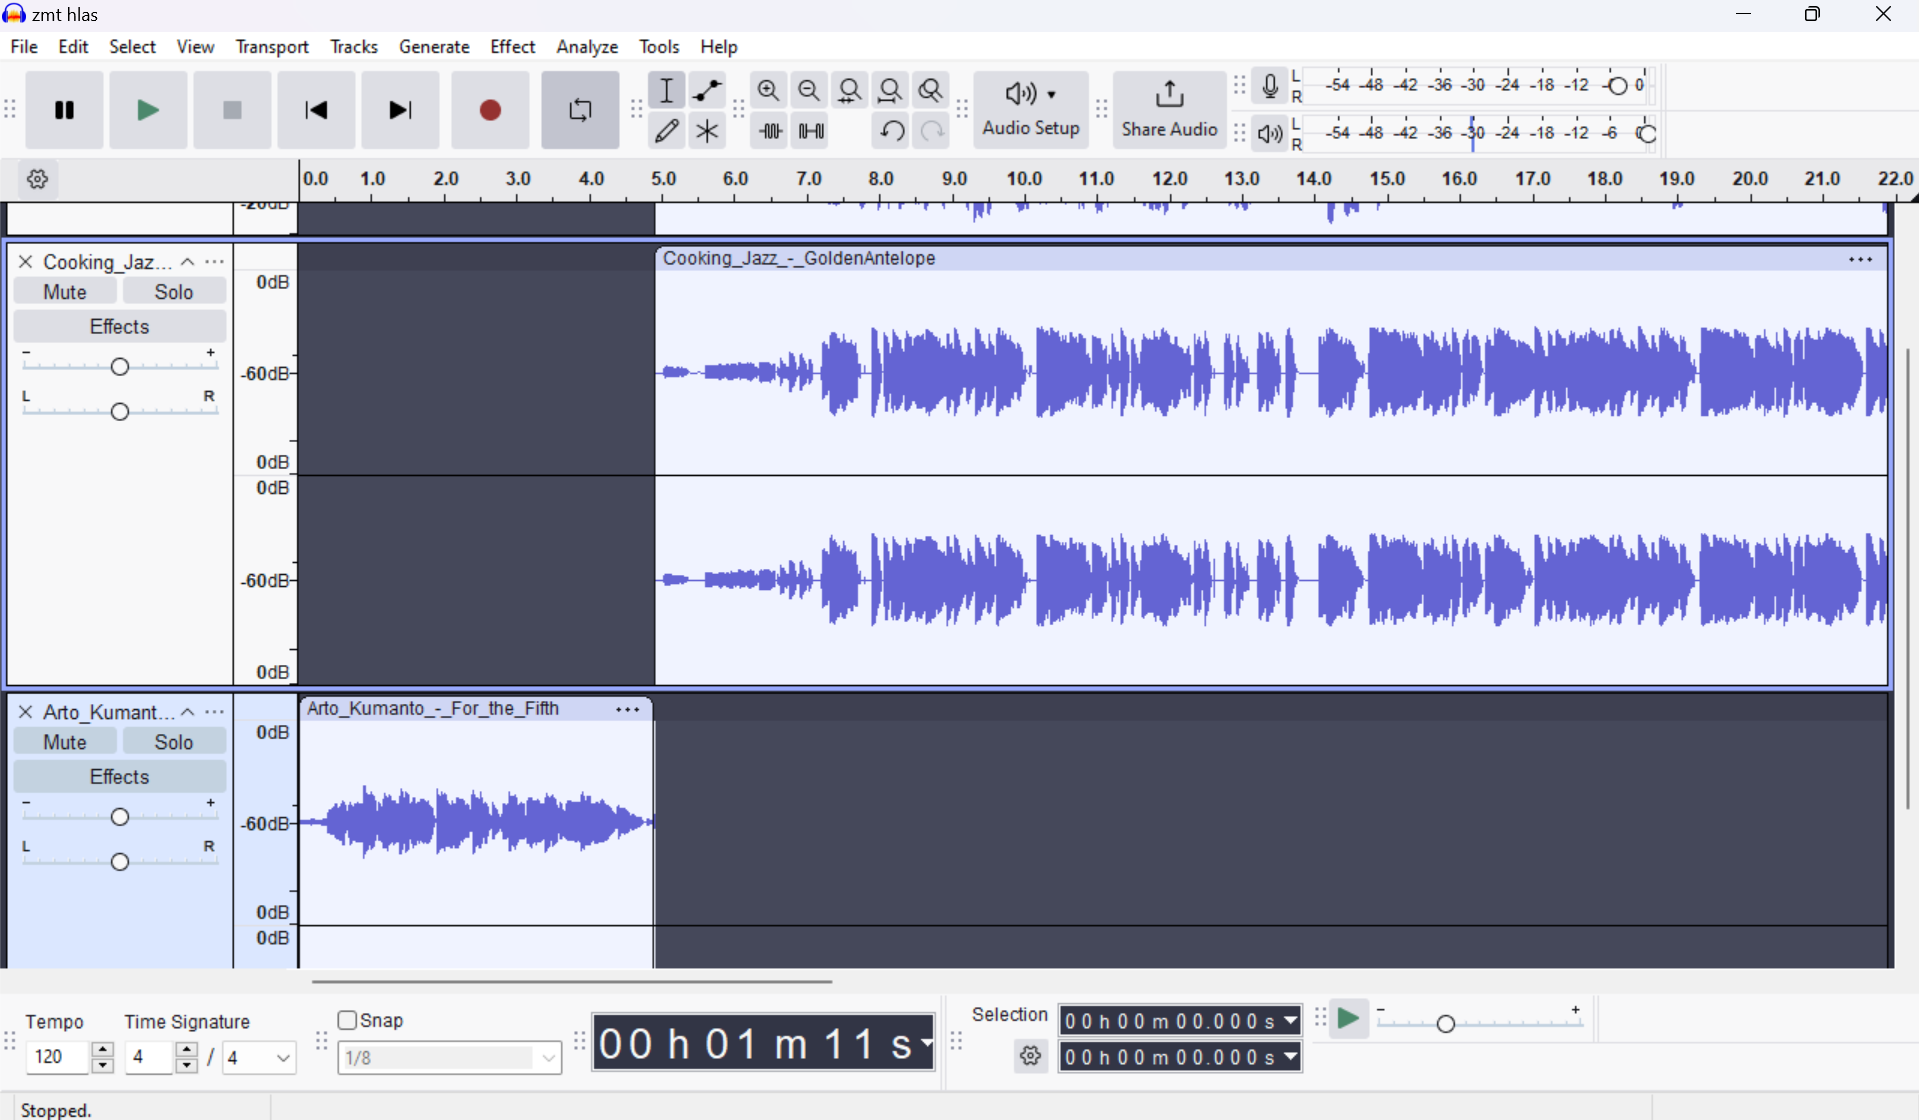 zmt hlas
File Edit Select View Transport Tracks Generate Effect Analyze Tools Help
Audio Setup
Share Audio
L
R
-54 -48 -42 -36 -30 -24 -18 -12 0
L
R
-54 -48 -42 -36 -30 -24 -18 -12 -6
0.0 1.0 2.0 3.0 4.0 5.0 6.0 7.0 8.0 9.0 10.0 11.0 12.0 13.0 14.0 15.0 16.0 17.0 18.0 19.0 20.0 21.0 22.0
-20dB
Cooking_Jaz...
Mute Solo
Effects
- +
L R
0dB
-60dB
0dB
0dB
-60dB
0dB
Cooking_Jazz_-_GoldenAntelope
Arto_Kumant...
Mute Solo
Effects
- +
L R
0dB
-60dB
0dB
0dB
Arto_Kumanto_-_For_the_Fifth
Tempo
120
Time Signature
4 / 4
Snap
1/8
00 h 01 m 11 s
Selection
00 h 00 m 00.000 s
00 h 00 m 00.000 s
- +
Stopped.